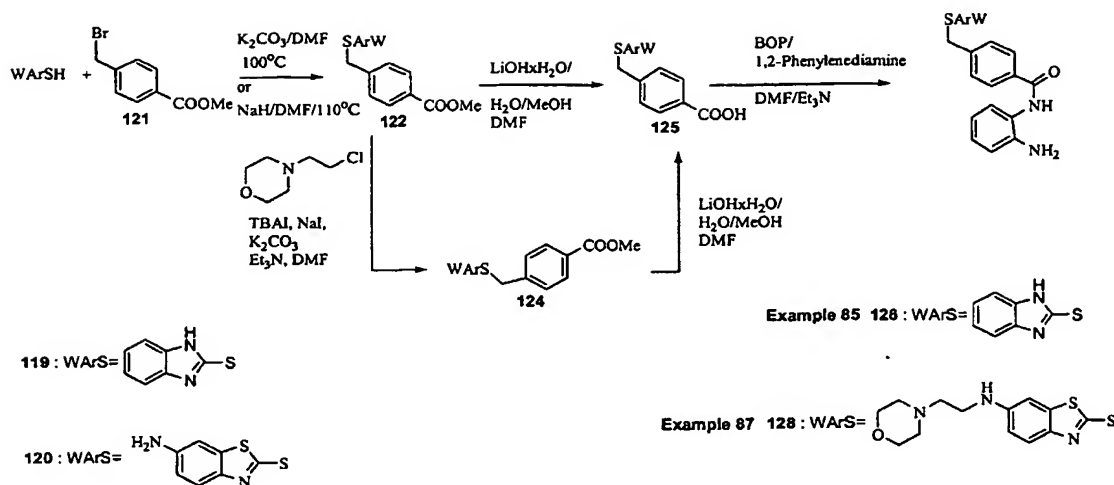 Br
WArSH +
COOMe
121
K₂CO₃/DMF
100°C
or
NaH/DMF/110°C
SArW
COOMe
122
LiOHxH₂O/
H₂O/MeOH
DMF
SArW
COOH
125
BOP/
1,2-Phenylenediamine
DMF/Et₃N
SArW
O
NH
NH₂
N
O
Cl
TBAI, NaI,
K₂CO₃
Et₃N, DMF
WArS
COOMe
124
LiOHxH₂O/
H₂O/MeOH
DMF
119 : WArS=
H
N
N
S
Example 85 126 : WArS=
H
N
N
S
120 : WArS=
H₂N
S
N
S
Example 87 128 : WArS=
O
N
H
N
S
N
S